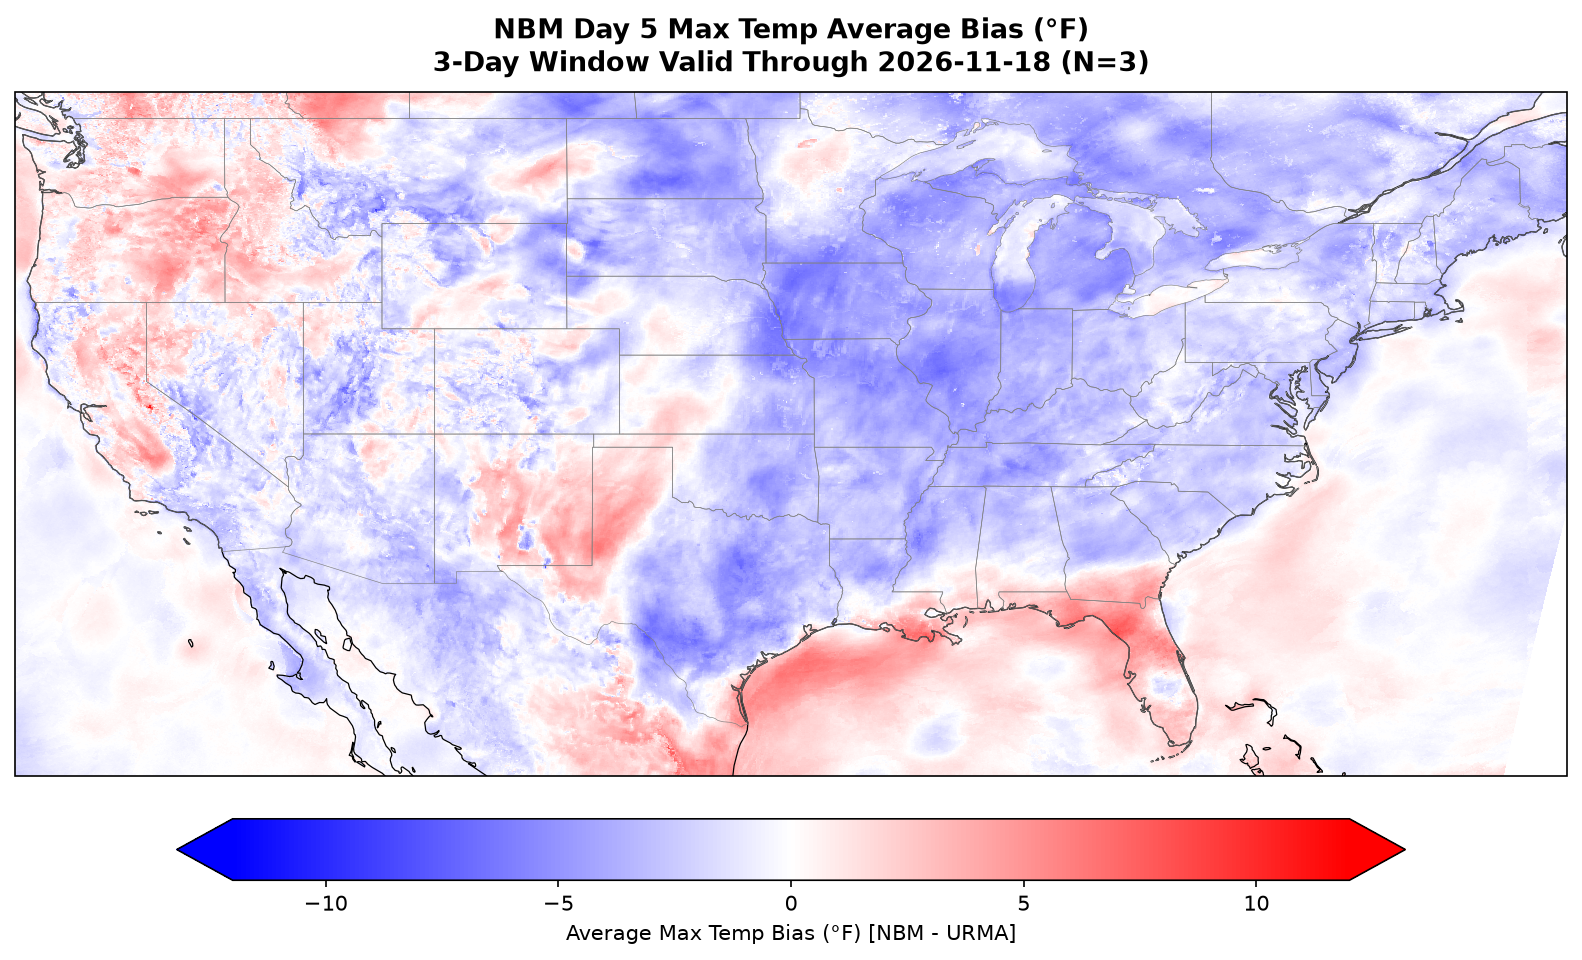 NBM Day 5 Max Temp Average Bias (°F)
3-Day Window Valid Through 2026-11-18 (N=3)
−10 −5 0 5 10
Average Max Temp Bias (°F) [NBM - URMA]